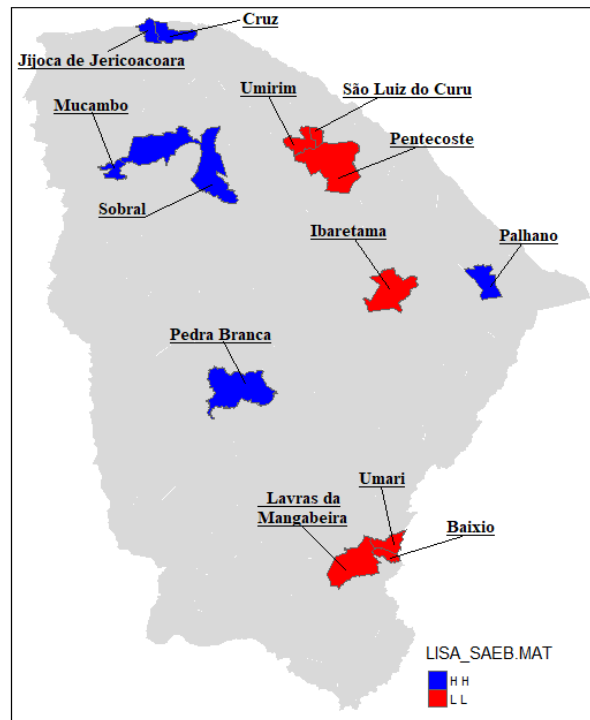 Cruz
Jijoca de Jericoacoara
São Luiz do Curu
Umirim
Mucambo
Pentecoste
Sobral
Ibaretama
Palhano
Pedra Branca
Umari
Lavras da
Mangabeira
Baixio
LISA_SAEB.MAT
H H
L L